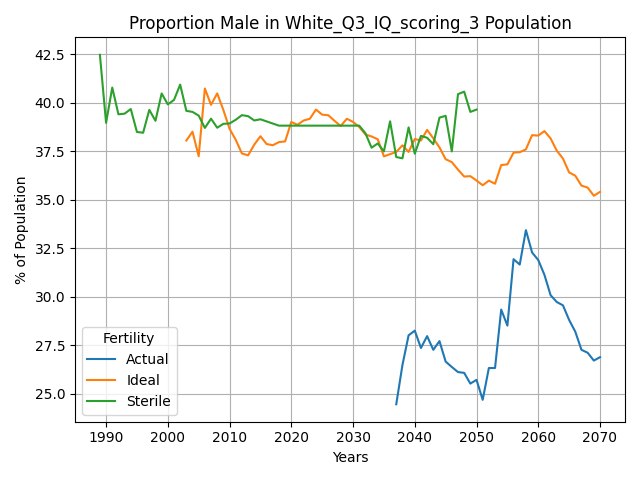 Proportion Male in White_Q3_IQ_scoring_3 Population
% of Population
42.5
40.0
37.5
35.0
32.5
30.0
27.5
25.0
Fertility
Actual
Ideal
Sterile
1990 2000 2010 2020 2030 2040 2050 2060 2070
Years